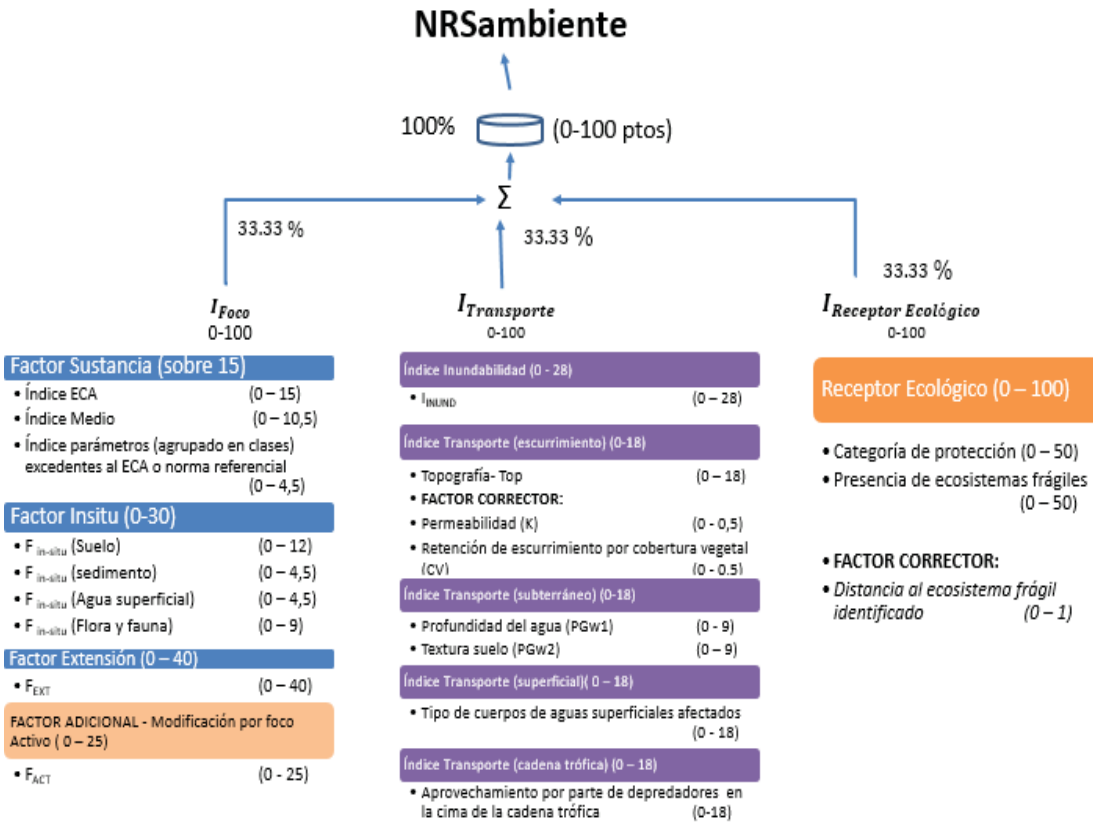 NRSambiente
100%
(0-100 ptos)
Σ
33.33 %
33.33 %
33.33 %
I Foco
0-100
I Transporte
0-100
I Receptor Ecológico
0-100
Factor Sustancia (sobre 15)
• Índice ECA (0 – 15)
• Índice Medio (0 – 10,5)
• Índice parámetros (agrupado en clases)
excedentes al ECA o norma referencial
(0 – 4,5)
Factor Insitu (0-30)
• F in-situ (Suelo) (0 – 12)
• F in-situ (sedimento) (0 – 4,5)
• F in-situ (Agua superficial) (0 – 4,5)
• F in-situ (Flora y fauna) (0 – 9)
Factor Extensión (0 – 40)
• FEXT (0 – 40)
FACTOR ADICIONAL - Modificación por foco
Activo ( 0 – 25)
• FACT (0 - 25)
Índice Inundabilidad (0 - 28)
• IINUND (0 – 28)
Índice Transporte (escurrimiento) (0-18)
• Topografía- Top (0 – 18)
• FACTOR CORRECTOR:
• Permeabilidad (K) (0 - 0,5)
• Retención de escurrimiento por cobertura vegetal
(CV) (0 - 0.5)
Índice Transporte (subterráneo) (0-18)
• Profundidad del agua (PGw1) (0 - 9)
• Textura suelo (PGw2) (0 – 9)
Índice Transporte (superficial)( 0 – 18)
• Tipo de cuerpos de aguas superficiales afectados
(0 - 18)
Índice Transporte (cadena trófica) (0 – 18)
• Aprovechamiento por parte de depredadores en
la cima de la cadena trófica (0-18)
Receptor Ecológico (0 – 100)
• Categoría de protección (0 – 50)
• Presencia de ecosistemas frágiles
(0 – 50)
• FACTOR CORRECTOR:
• Distancia al ecosistema frágil
identificado (0 – 1)